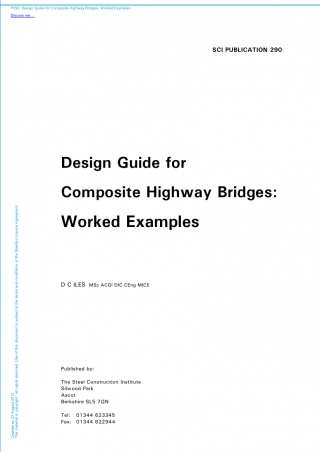 P290: Design Guide for Composite Highway Bridges: Worked Examples
Discuss me ...
SCI PUBLICATION 290
Design Guide for
Composite Highway Bridges:
Worked Examples
D C ILES MSc ACGI DIC CEng MICE
Published by:
The Steel Construction Institute
Silwood Park
Ascot
Berkshire SL5 7QN
Tel: 01344 623345
Fax: 01344 622944
Created on 27 August 2012
This material is copyright - all rights reserved. Use of this document is subject to the terms and conditions of the Steelbiz Licence Agreement